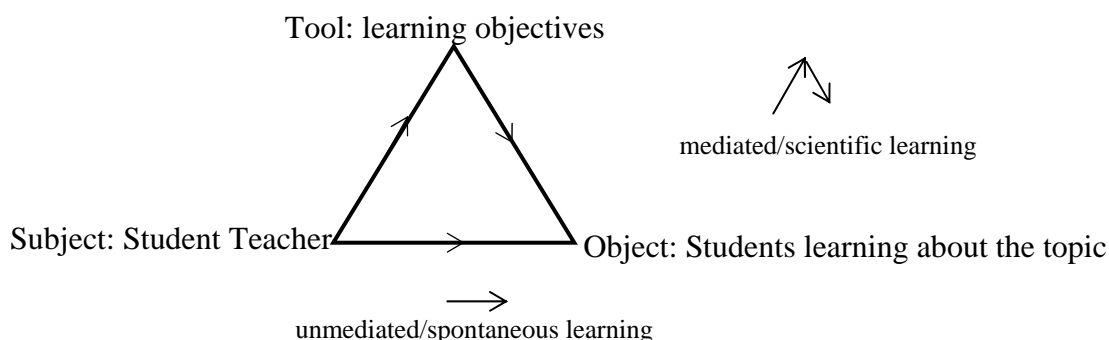 Tool: learning objectives
mediated/scientific learning
Subject: Student Teacher
Object: Students learning about the topic
unmediated/spontaneous learning